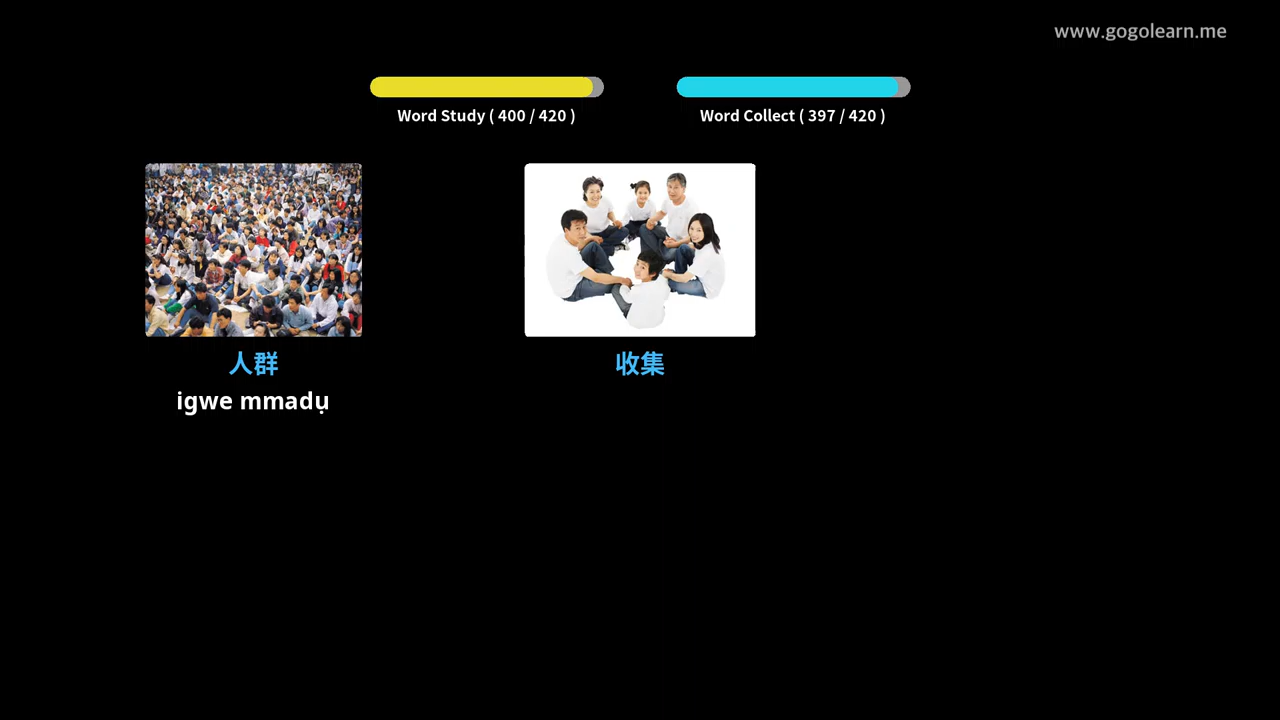 www.gogolearn.me
Word Study ( 400 / 420 )
Word Collect ( 397 / 420 )
人群
igwe mmadụ
收集